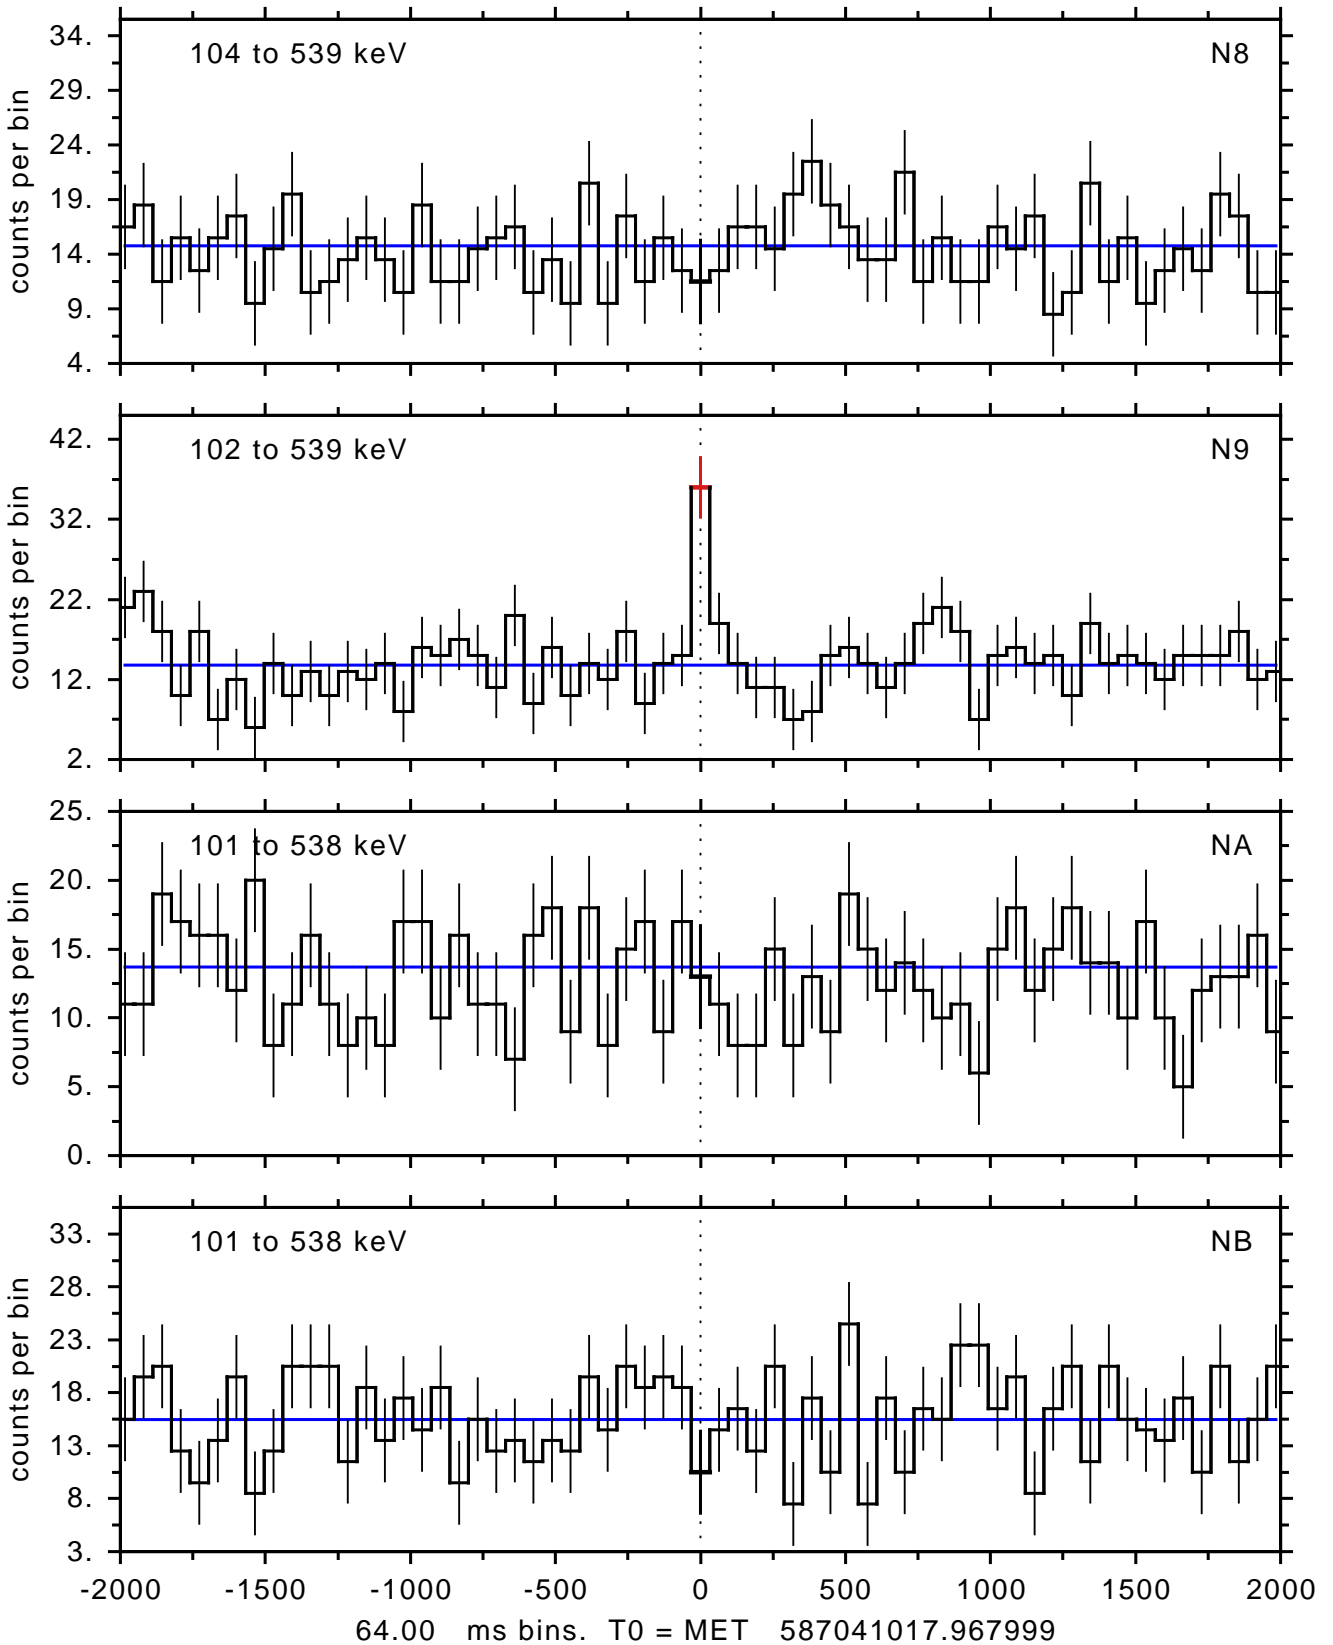 104 to 539 keV N8
34.
29.
24.
19.
14.
9.
4.
counts per bin
102 to 539 keV N9
42.
32.
22.
12.
2.
counts per bin
101 to 538 keV NA
25.
20.
15.
10.
5.
0.
counts per bin
101 to 538 keV NB
33.
28.
23.
18.
13.
8.
3.
counts per bin
-2000 -1500 -1000 -500 0 500 1000 1500 2000
64.00 ms bins. T0 = MET 587041017.967999